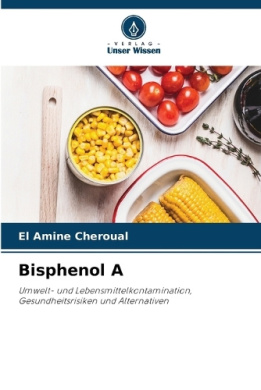 VERLAG
Unser Wissen
El Amine Cheroual
Bisphenol A
Umwelt- und Lebensmittelkontamination,
Gesundheitsrisiken und Alternativen